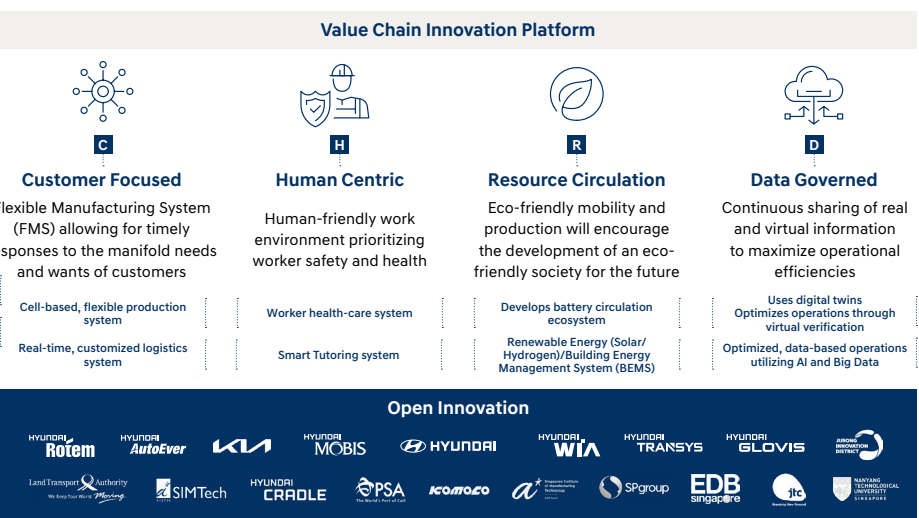 Value Chain Innovation Platform
C
H
R
D
Customer Focused
Human Centric
Resource Circulation
Data Governed
lexible Manufacturing System
(FMS) allowing for timely
sponses to the manifold needs
and wants of customers
Human-friendly work
environment prioritizing
worker safety and health
Eco-friendly mobility and
production will encourage
the development of an eco-
friendly society for the future
Continuous sharing of real
and virtual information
to maximize operational
efficiencies
Cell-based, flexible production
system
Worker health-care system
Develops battery circulation
ecosystem
Uses digital twins
Optimizes operations through
virtual verification
Real-time, customized logistics
system
Smart Tutoring system
Renewable Energy (Solar/
Hydrogen)/Building Energy
Management System (BEMS)
Optimized, data-based operations
utilizing AI and Big Data
Open Innovation
HYUNDAI
Rotem
HYUNDAI
AutoEver
KIA
HYUNDAI
MOBIS
HYUNDAI
HYUNDAI
WIA
HYUNDAI
TRANSYS
HYUNDAI
GLOVIS
JURONG
INNOVATION
DISTRICT
Land Transport Authority
We Keep Your World Moving
SIMTech
HYUNDAI
CRADLE
PSA
The World's Port of Call
KOMOCO
Singapore Institute
of Manufacturing
Technology
SPgroup
EDB
singapore
jtc
NANYANG
TECHNOLOGICAL
UNIVERSITY
SINGAPORE